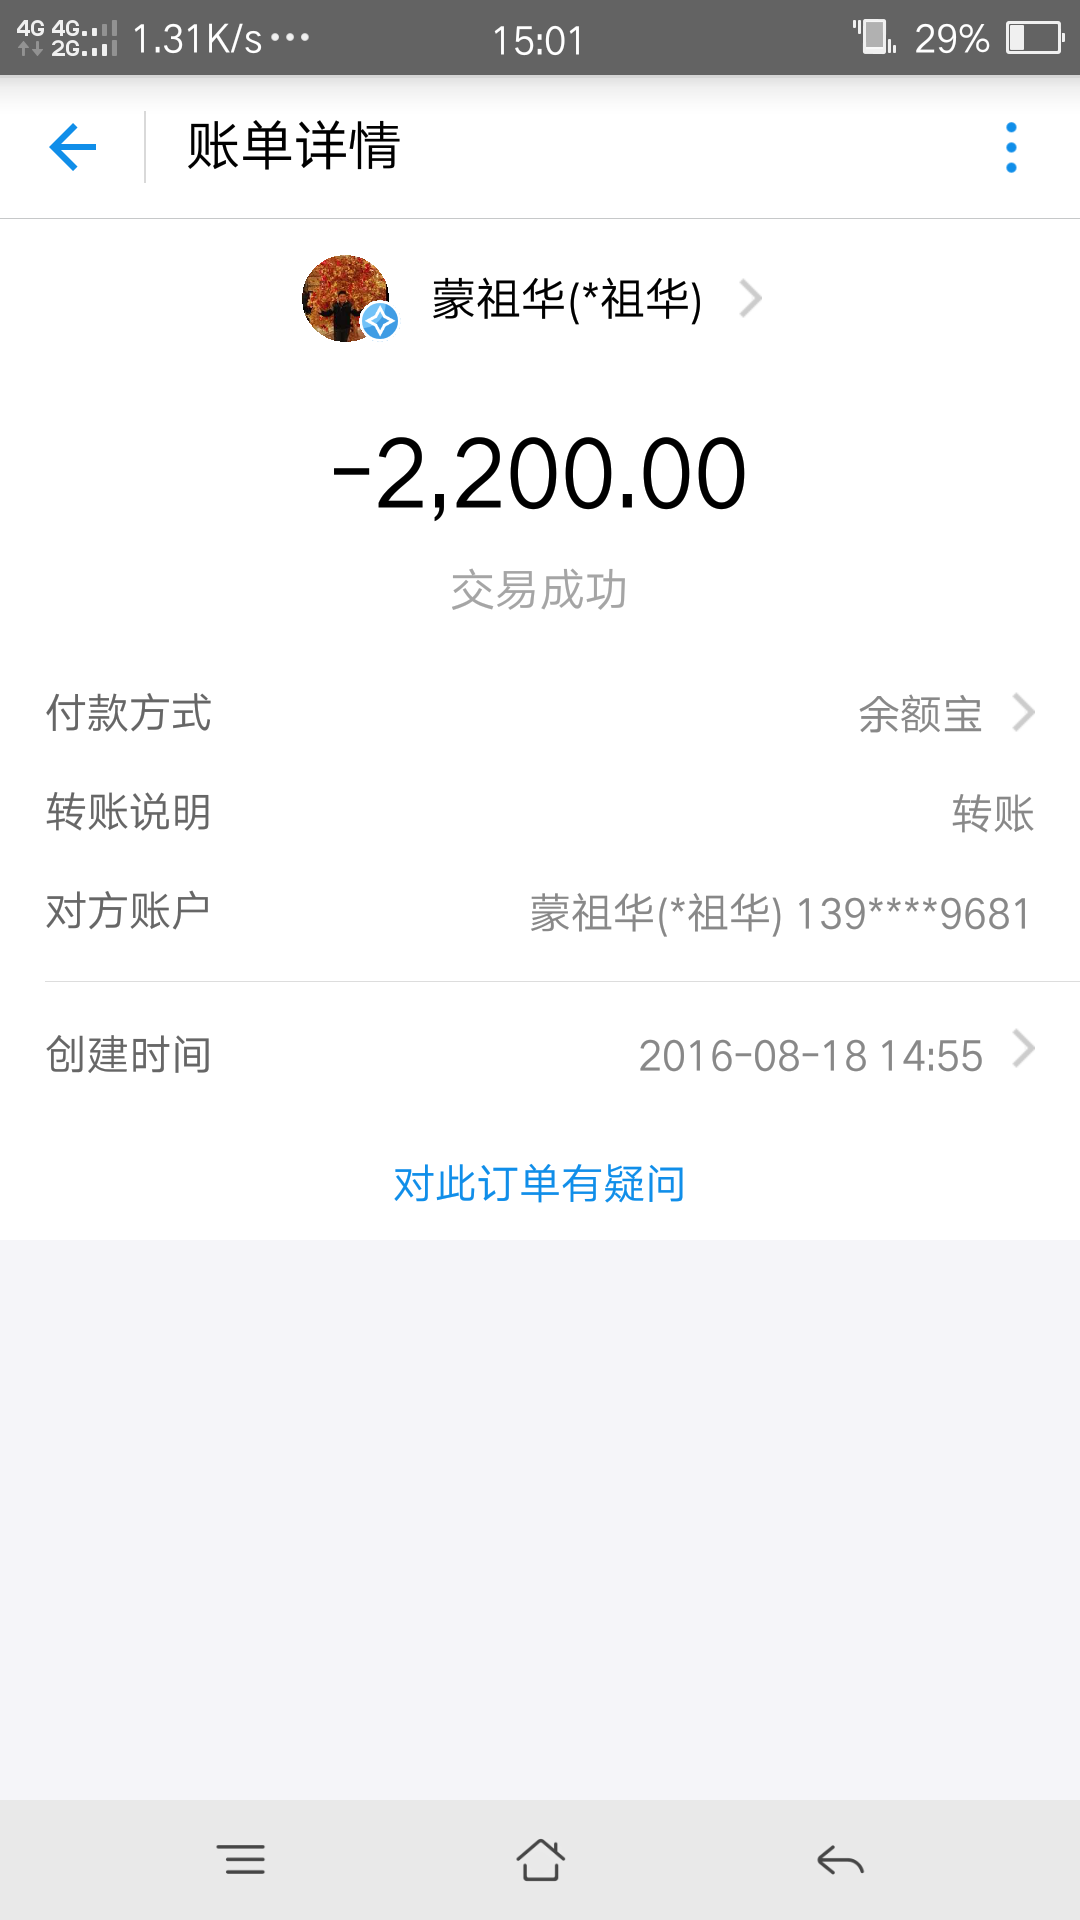 4G 4G 2G 1.31K/s··· 15:01 29%
账单详情
蒙祖华(*祖华)
-2,200.00
交易成功
付款方式 余额宝
转账说明 转账
对方账户 蒙祖华(*祖华) 139****9681
创建时间 2016-08-18 14:55
对此订单有疑问